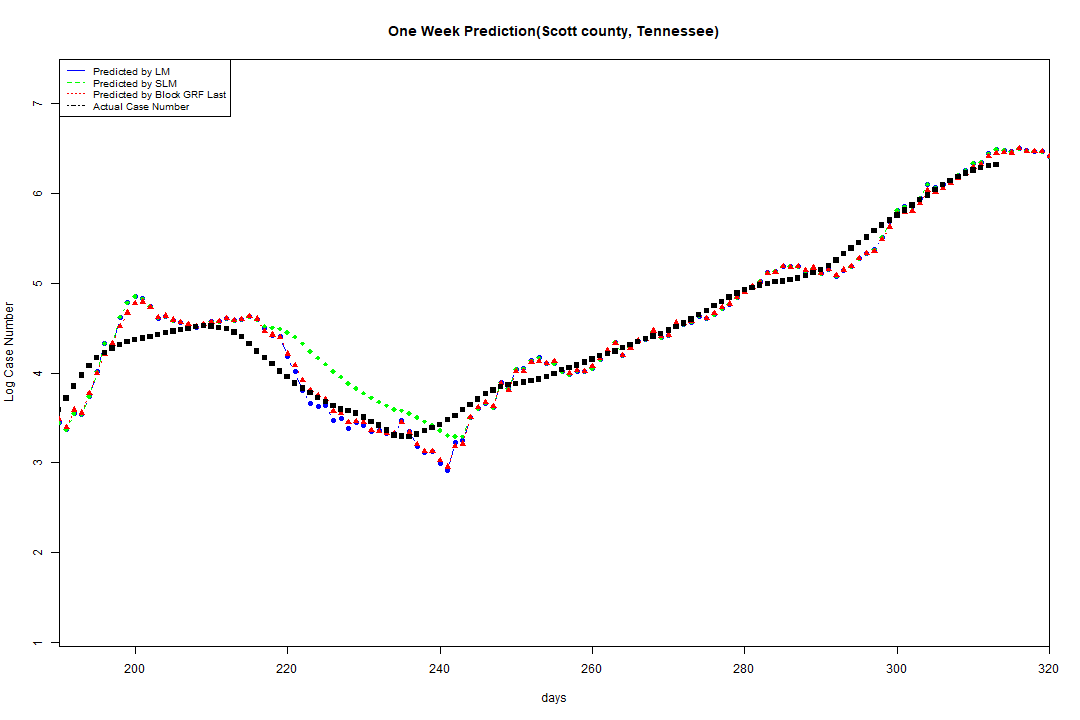 One Week Prediction(Scott county, Tennessee)
Predicted by LM
Predicted by SLM
Predicted by Block GRF Last
Actual Case Number
7
6
5
4
3
2
1
Log Case Number
200 220 240 260 280 300 320
days